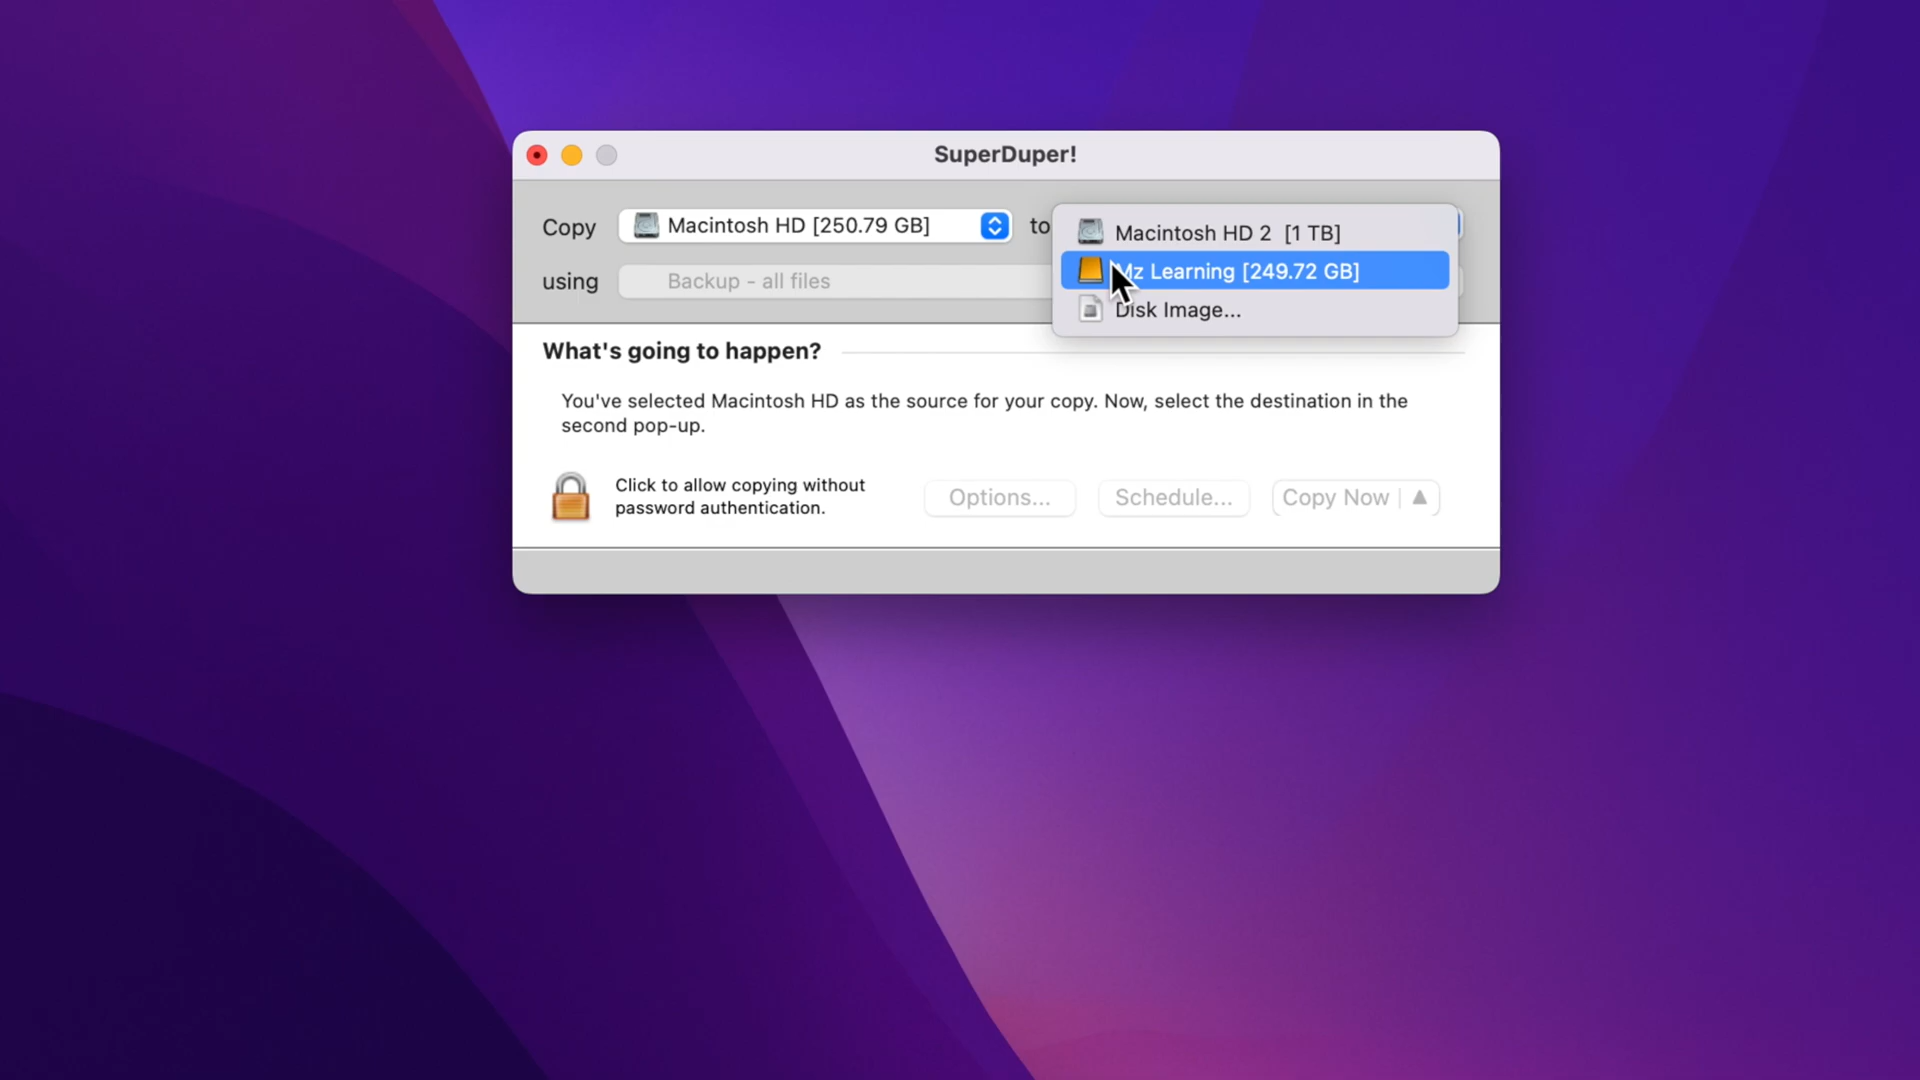 SuperDuper!
Copy Macintosh HD [250.79 GB] to
Macintosh HD 2 [1 TB]
Mz Learning [249.72 GB]
Disk Image...
using Backup - all files
What's going to happen?
You've selected Macintosh HD as the source for your copy. Now, select the destination in the
second pop-up.
Click to allow copying without
password authentication.
Options...
Schedule...
Copy Now